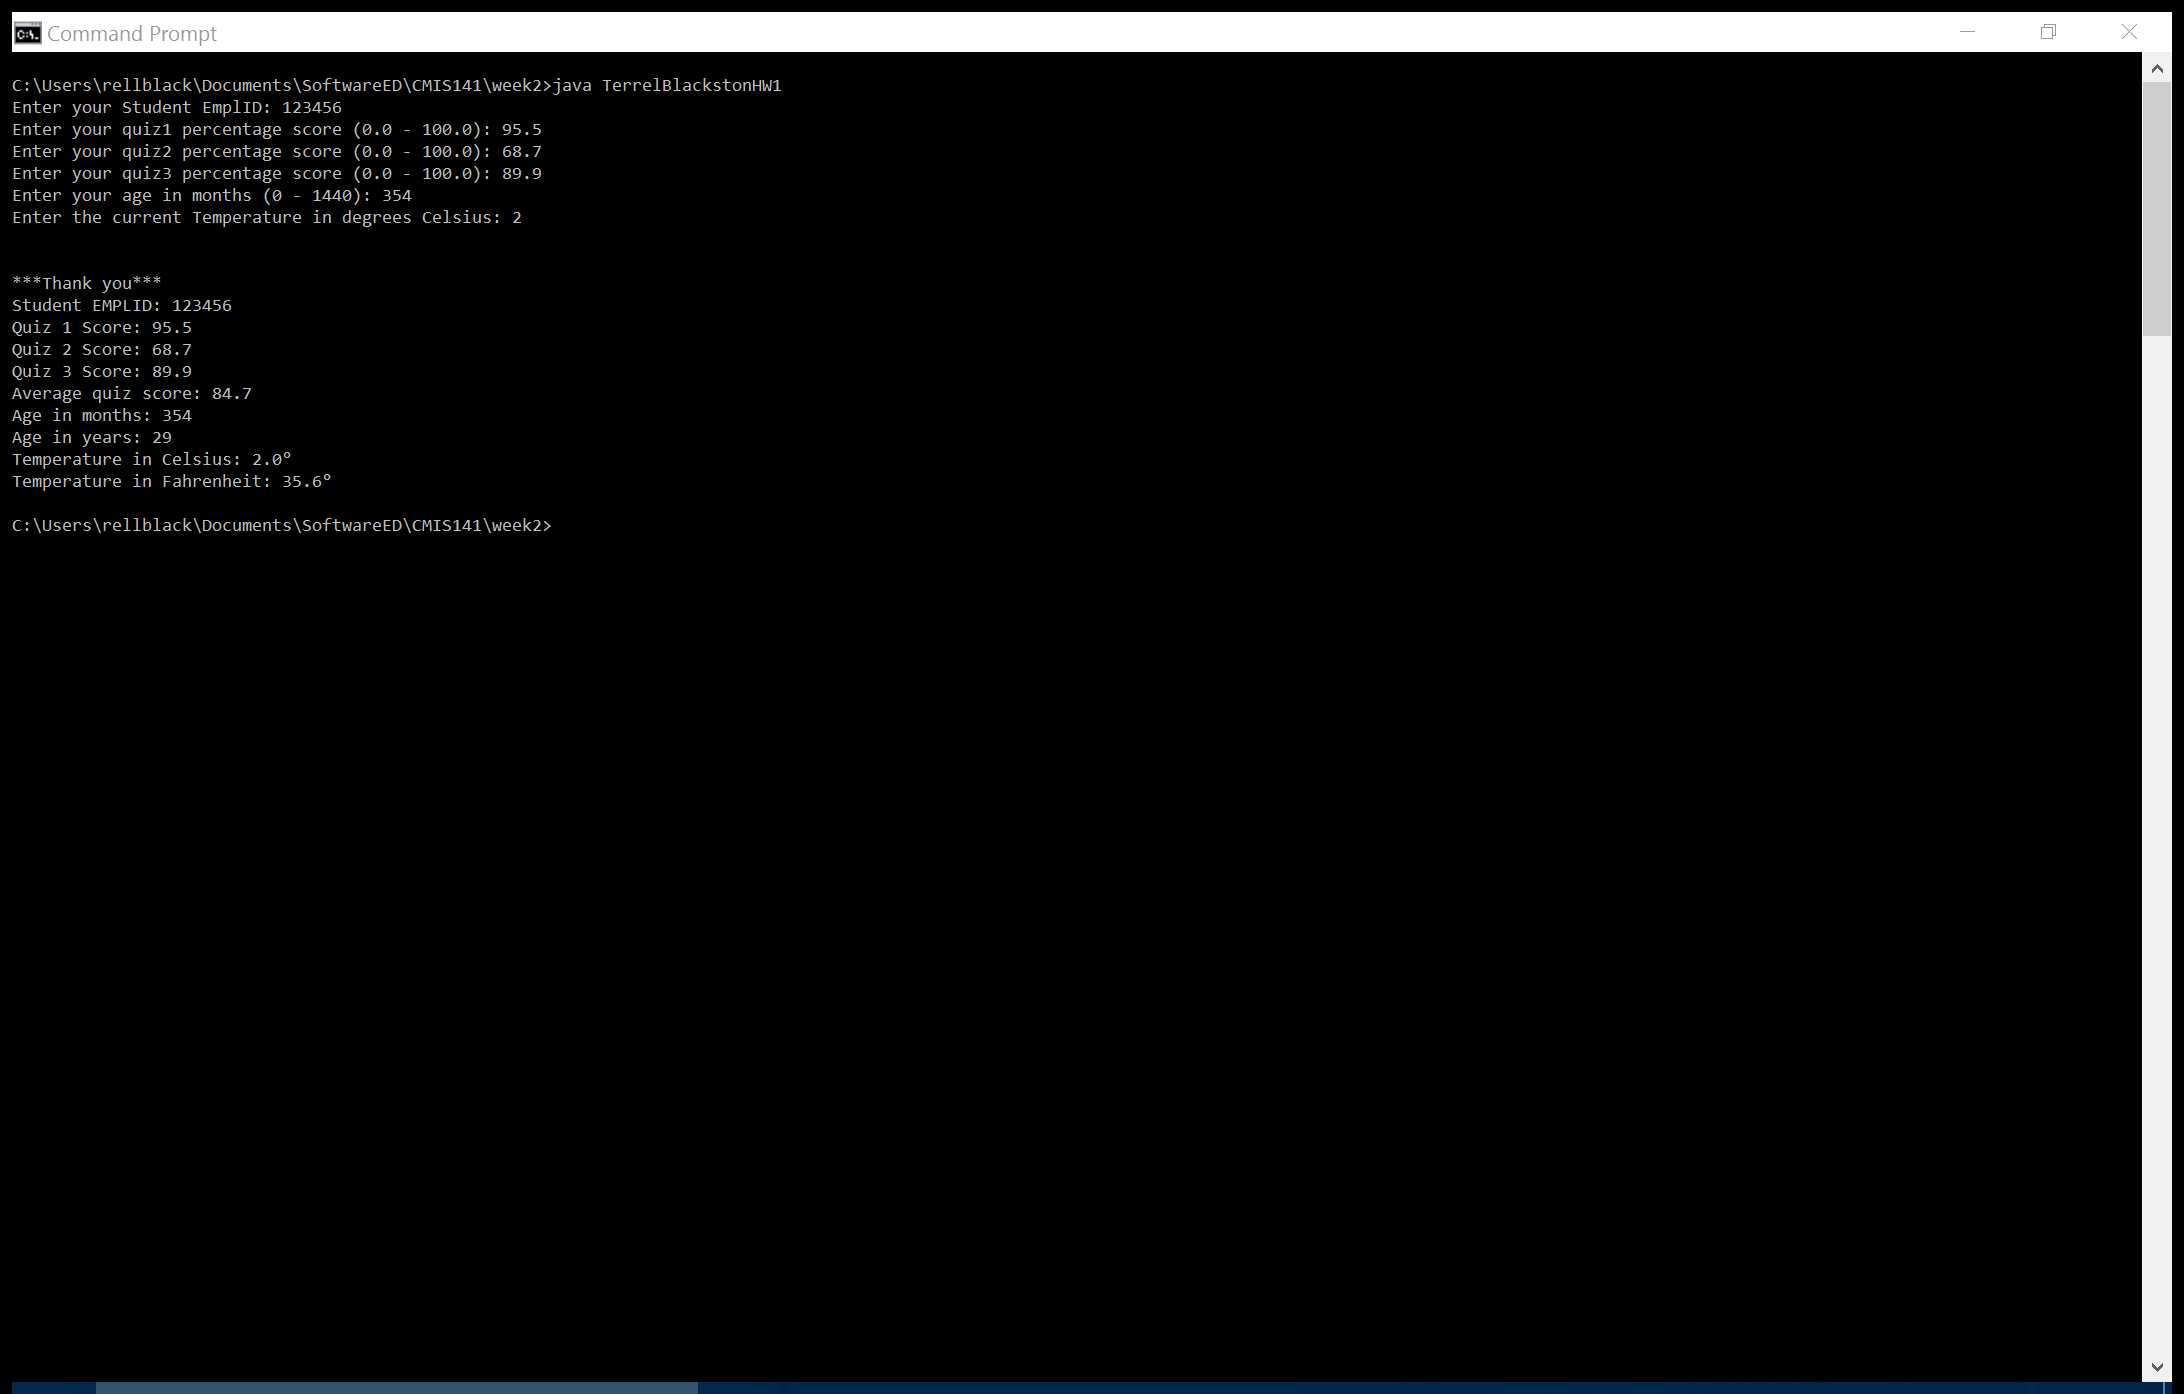 Command Prompt
C:\Users\rellblack\Documents\SoftwareED\CMIS141\week2>java TerrelBlackstonHW1
Enter your Student EmplID: 123456
Enter your quiz1 percentage score (0.0 - 100.0): 95.5
Enter your quiz2 percentage score (0.0 - 100.0): 68.7
Enter your quiz3 percentage score (0.0 - 100.0): 89.9
Enter your age in months (0 - 1440): 354
Enter the current Temperature in degrees Celsius: 2
***Thank you***
Student EMPLID: 123456
Quiz 1 Score: 95.5
Quiz 2 Score: 68.7
Quiz 3 Score: 89.9
Average quiz score: 84.7
Age in months: 354
Age in years: 29
Temperature in Celsius: 2.0°
Temperature in Fahrenheit: 35.6°
C:\Users\rellblack\Documents\SoftwareED\CMIS141\week2>